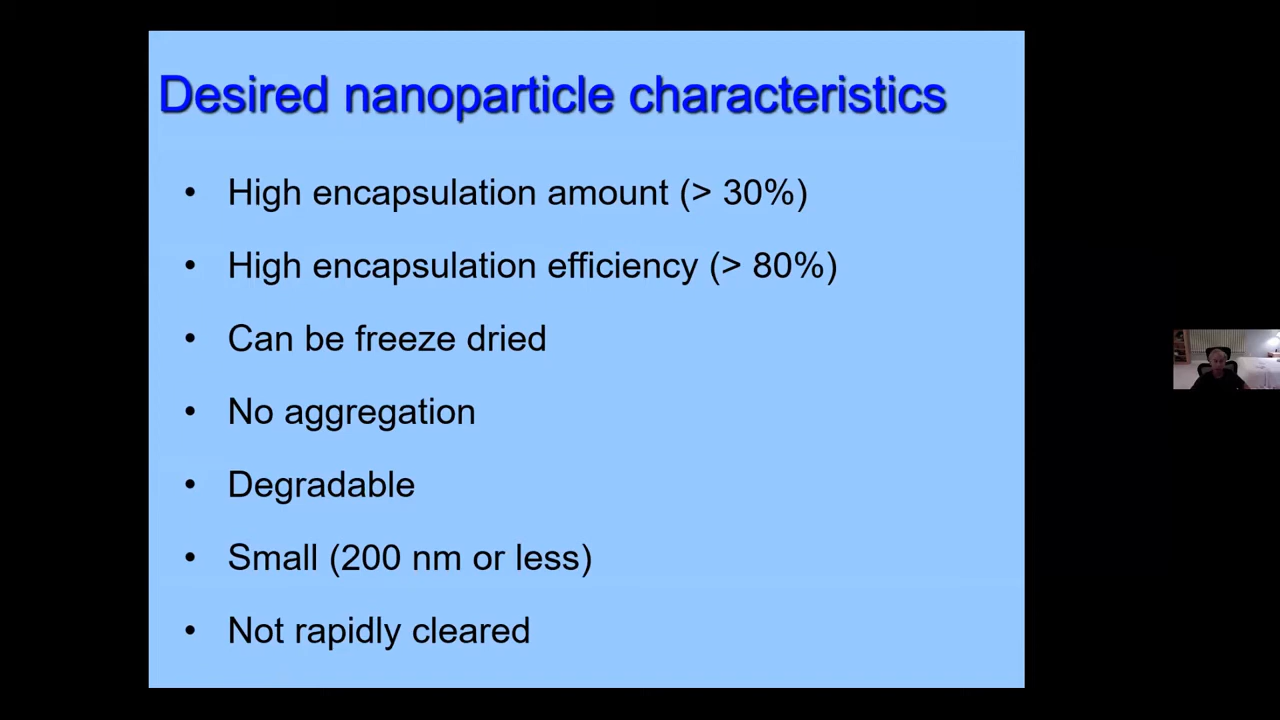 Desired nanoparticle characteristics
• High encapsulation amount (> 30%)
• High encapsulation efficiency (> 80%)
• Can be freeze dried
• No aggregation
• Degradable
• Small (200 nm or less)
• Not rapidly cleared